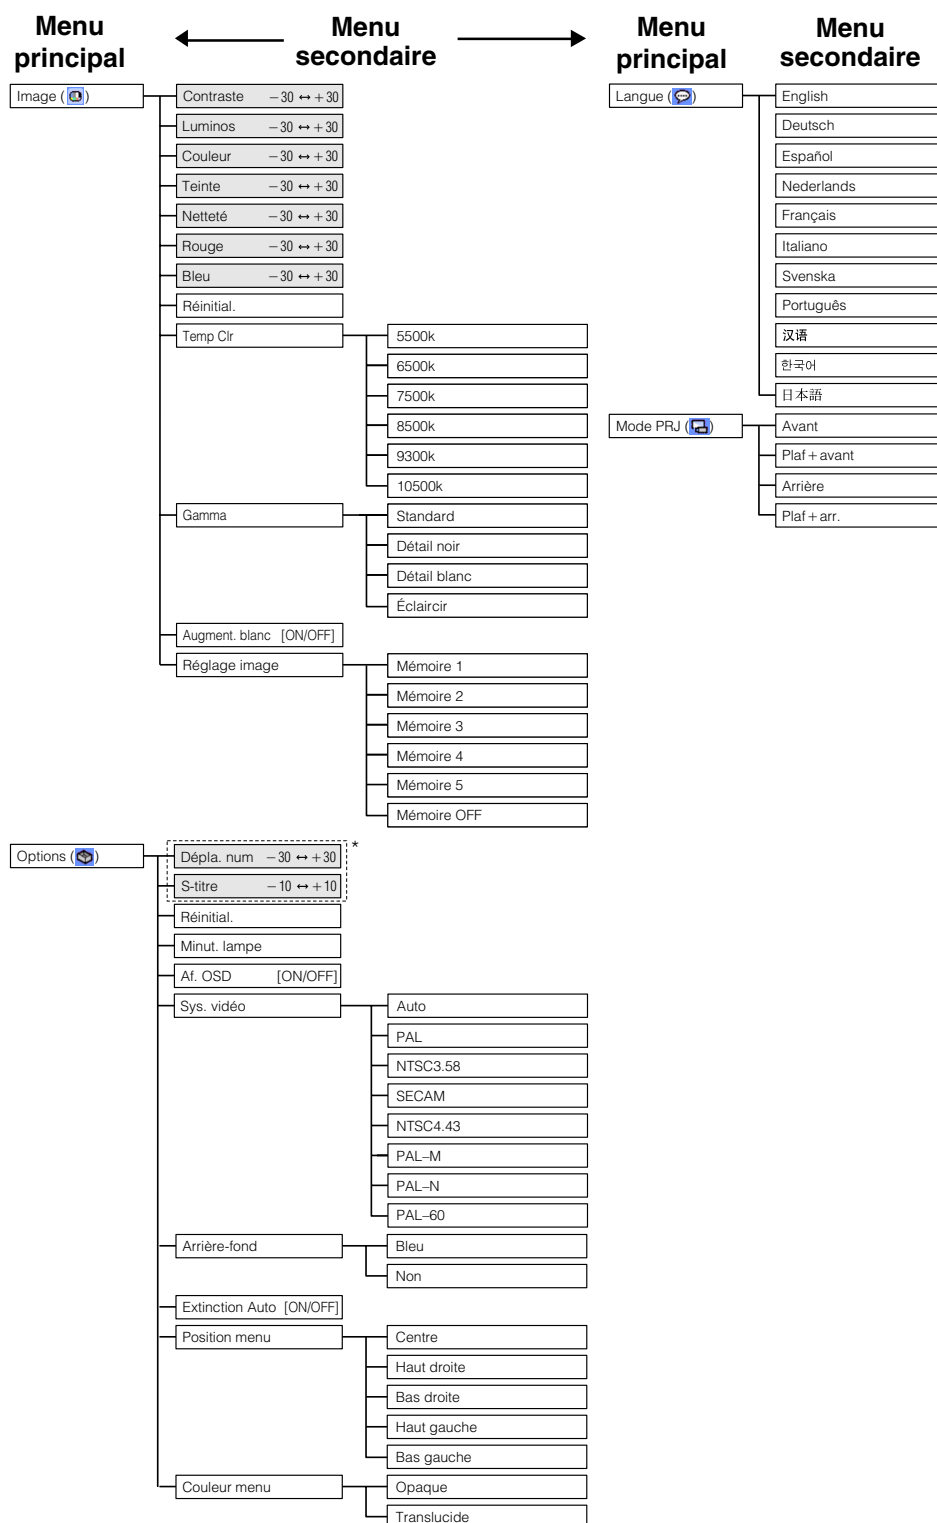 Menu principal
Menu secondaire
Menu principal
Menu secondaire
Image ( )
Contraste −30 ↔ +30
Luminos −30 ↔ +30
Couleur −30 ↔ +30
Teinte −30 ↔ +30
Netteté −30 ↔ +30
Rouge −30 ↔ +30
Bleu −30 ↔ +30
Réinitial.
Temp Clr
5500k
6500k
7500k
8500k
9300k
10500k
Gamma
Standard
Détail noir
Détail blanc
Éclaircir
Augment. blanc [ON/OFF]
Réglage image
Mémoire 1
Mémoire 2
Mémoire 3
Mémoire 4
Mémoire 5
Mémoire OFF
Options ( )
Dépla. num −30 ↔ +30 *
S-titre −10 ↔ +10
Réinitial.
Minut. lampe
Af. OSD [ON/OFF]
Sys. vidéo
Auto
PAL
NTSC3.58
SECAM
NTSC4.43
PAL–M
PAL–N
PAL–60
Arrière-fond
Bleu
Non
Extinction Auto [ON/OFF]
Position menu
Centre
Haut droite
Bas droite
Haut gauche
Bas gauche
Couleur menu
Opaque
Translucide
Langue ( )
English
Deutsch
Español
Nederlands
Français
Italiano
Svenska
Português
汉语
한국어
日本語
Mode PRJ ( )
Avant
Plaf+avant
Arrière
Plaf+arr.